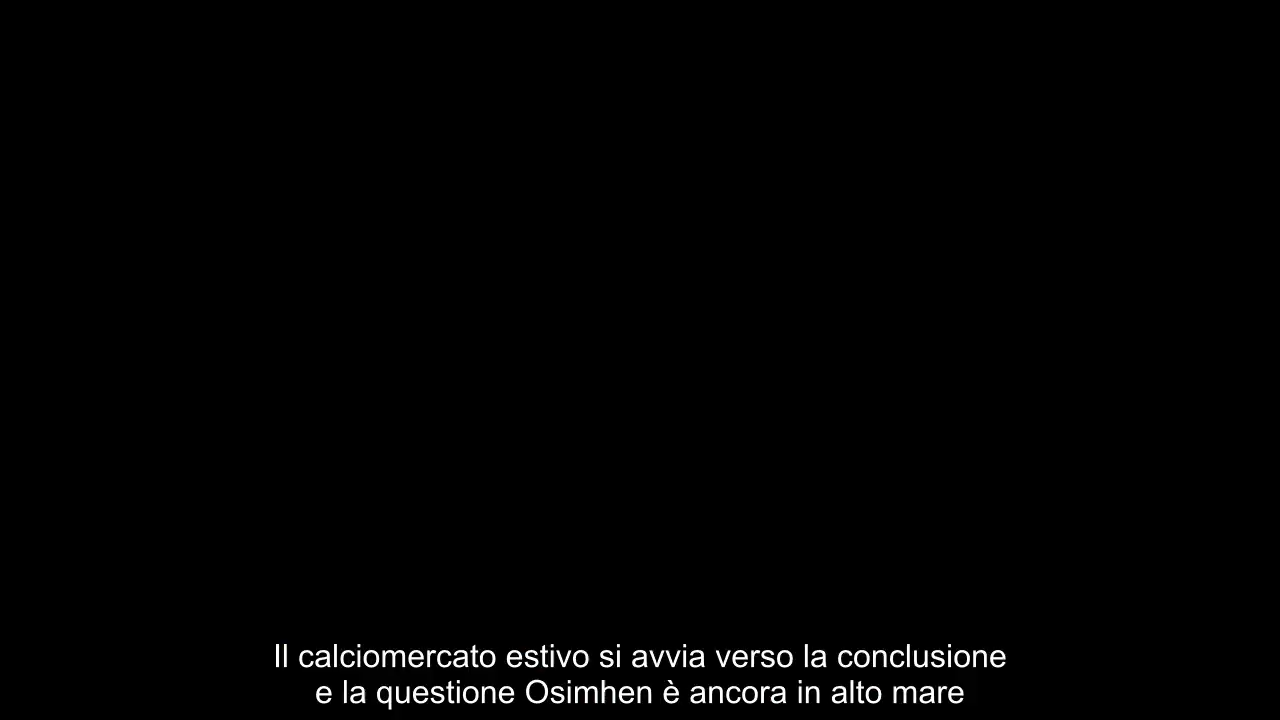 Il calciomercato estivo si avvia verso la conclusione
e la questione Osimhen è ancora in alto mare